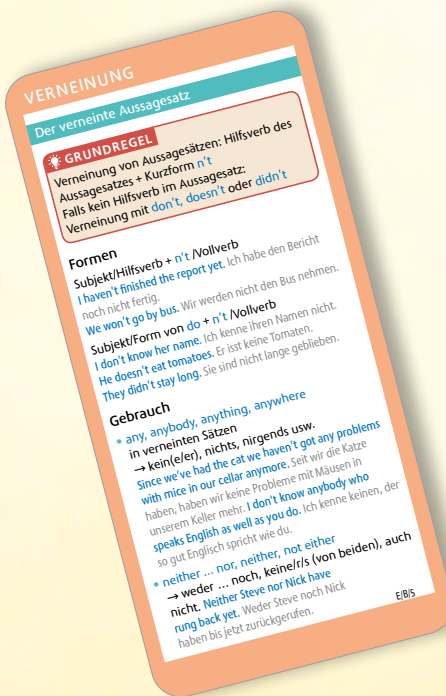 VERNEINUNG
Der verneinte Aussagesatz
GRUNDREGEL
Verneinung von Aussagesätzen: Hilfsverb des
Aussagesatzes + Kurzform n't
Falls kein Hilfsverb im Aussagesatz:
Verneinung mit don't, doesn't oder didn't
Formen
Subjekt/Hilfsverb + n't /Vollverb
I haven't finished the report yet. Ich habe den Bericht
noch nicht fertig.
We won't go by bus. Wir werden nicht den Bus nehmen.
Subjekt/Form von do + n't /Vollverb
I don't know her name. Ich kenne ihren Namen nicht.
He doesn't eat tomatoes. Er isst keine Tomaten.
They didn't stay long. Sie sind nicht lange geblieben.
Gebrauch
• any, anybody, anything, anywhere
in verneinten Sätzen
→ kein(e/er), nichts, nirgends usw.
Since we've had the cat we haven't got any problems
with mice in our cellar anymore. Seit wir die Katze
haben, haben wir keine Probleme mit Mäusen in
unserem Keller mehr. I don't know anybody who
speaks English as well as you do. Ich kenne keinen, der
so gut Englisch spricht wie du.
• neither ... nor, neither, not either
→ weder ... noch, keine/r/s (von beiden), auch
nicht. Neither Steve nor Nick have
rung back yet. Weder Steve noch Nick
haben bis jetzt zurückgerufen.
E/B/S